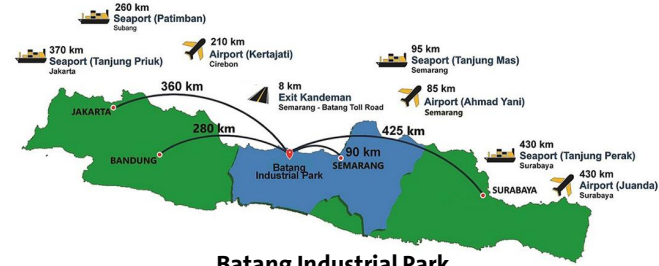 260 km
Seaport (Patimban)
Subang
370 km
Seaport (Tanjung Priuk)
Jakarta
210 km
Airport (Kertajati)
Cirebon
8 km
Exit Kandeman
Semarang - Batang Toll Road
95 km
Seaport (Tanjung Mas)
Semarang
85 km
Airport (Ahmad Yani)
Semarang
430 km
Seaport (Tanjung Perak)
Surabaya
430 km
Airport (Juanda)
Surabaya
360 km
280 km
90 km
425 km
JAKARTA
BANDUNG
Batang
Industrial Park
SEMARANG
SURABAYA
Batang Industrial Park